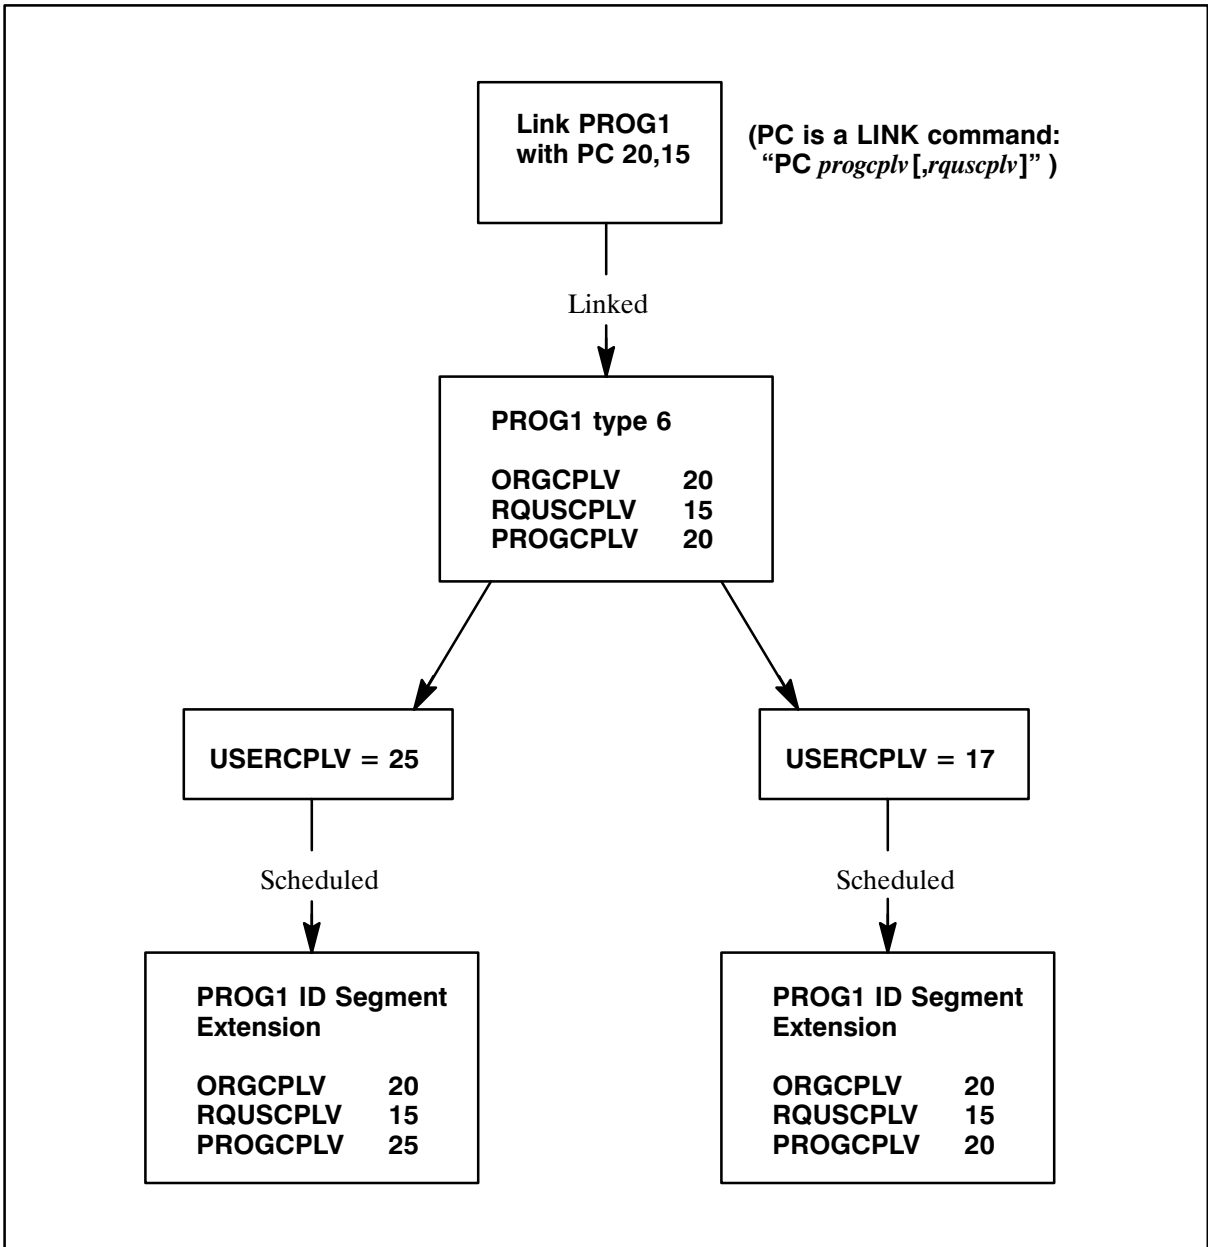 Link PROG1
with PC 20,15
(PC is a LINK command:
“PC progcplv[,rquscplv]” )
Linked
PROG1 type 6
ORGCPLV 20
RQUSCPLV 15
PROGCPLV 20
USERCPLV = 25
USERCPLV = 17
Scheduled
Scheduled
PROG1 ID Segment
Extension
ORGCPLV 20
RQUSCPLV 15
PROGCPLV 25
PROG1 ID Segment
Extension
ORGCPLV 20
RQUSCPLV 15
PROGCPLV 20